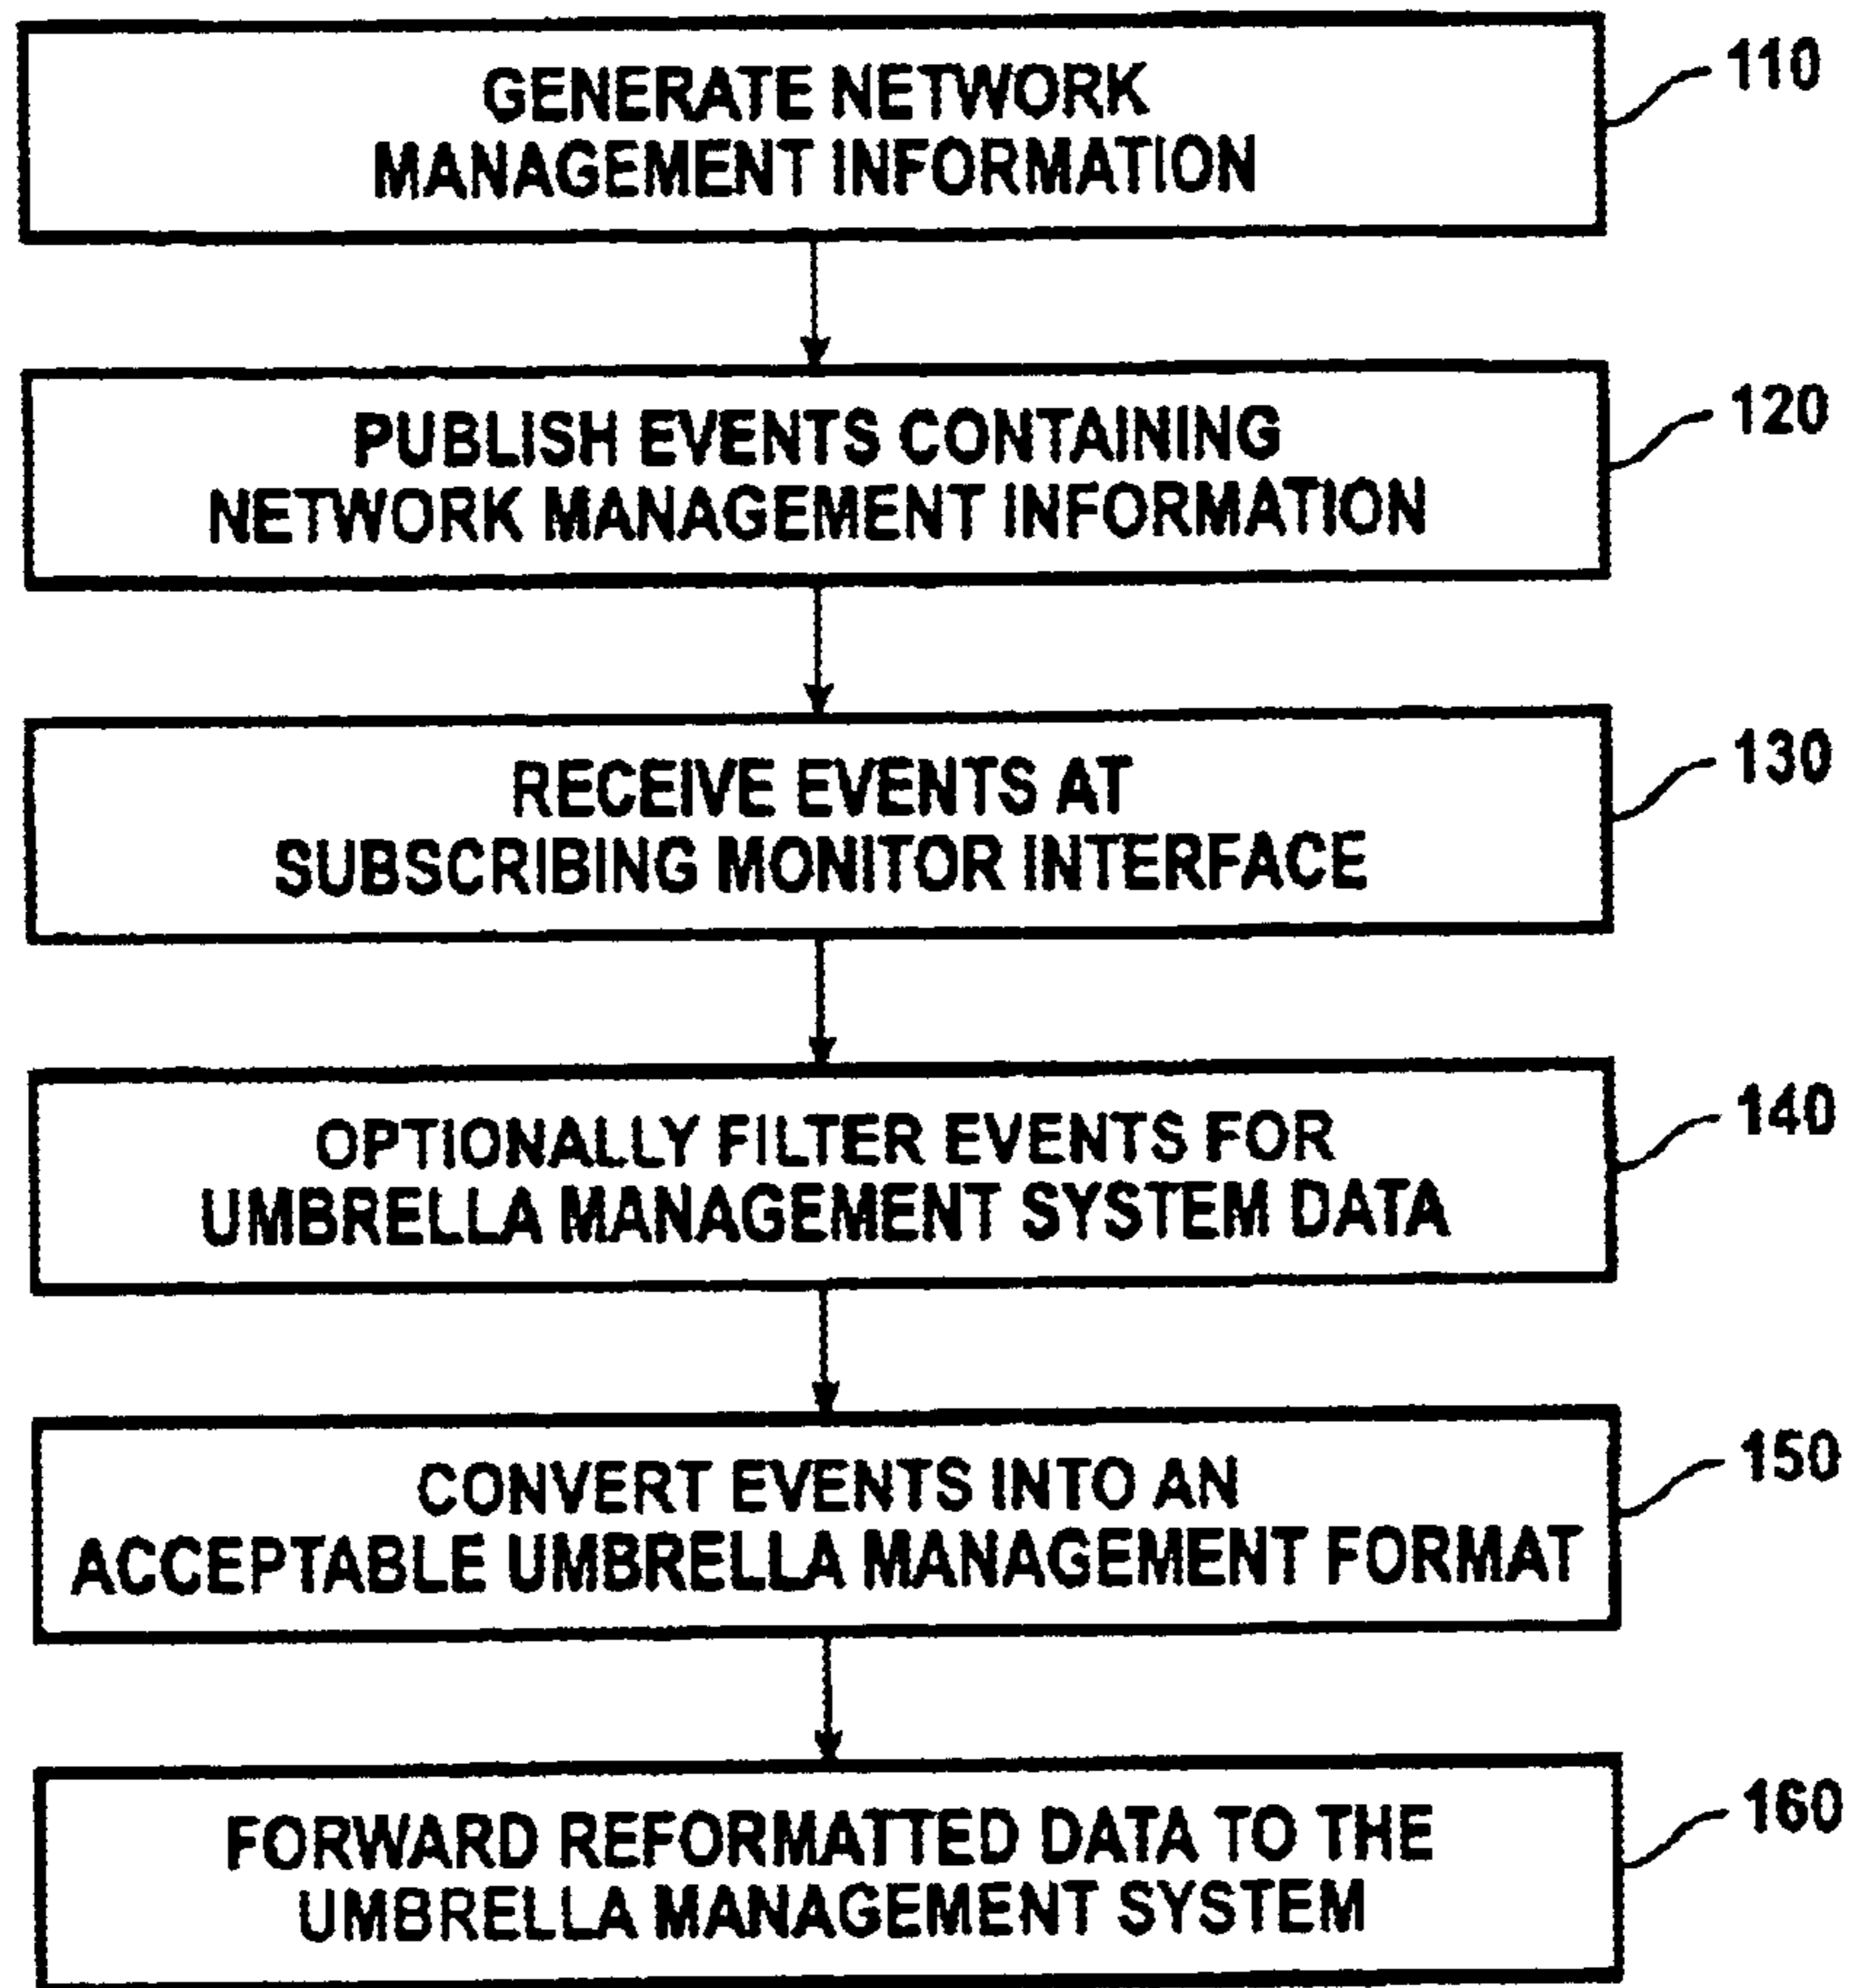 GENERATE NETWORK
MANAGEMENT INFORMATION
110
PUBLISH EVENTS CONTAINING
NETWORK MANAGEMENT INFORMATION
120
RECEIVE EVENTS AT
SUBSCRIBING MONITOR INTERFACE
130
OPTIONALLY FILTER EVENTS FOR
UMBRELLA MANAGEMENT SYSTEM DATA
140
CONVERT EVENTS INTO AN
ACCEPTABLE UMBRELLA MANAGEMENT FORMAT
150
FORWARD REFORMATTED DATA TO THE
UMBRELLA MANAGEMENT SYSTEM
160